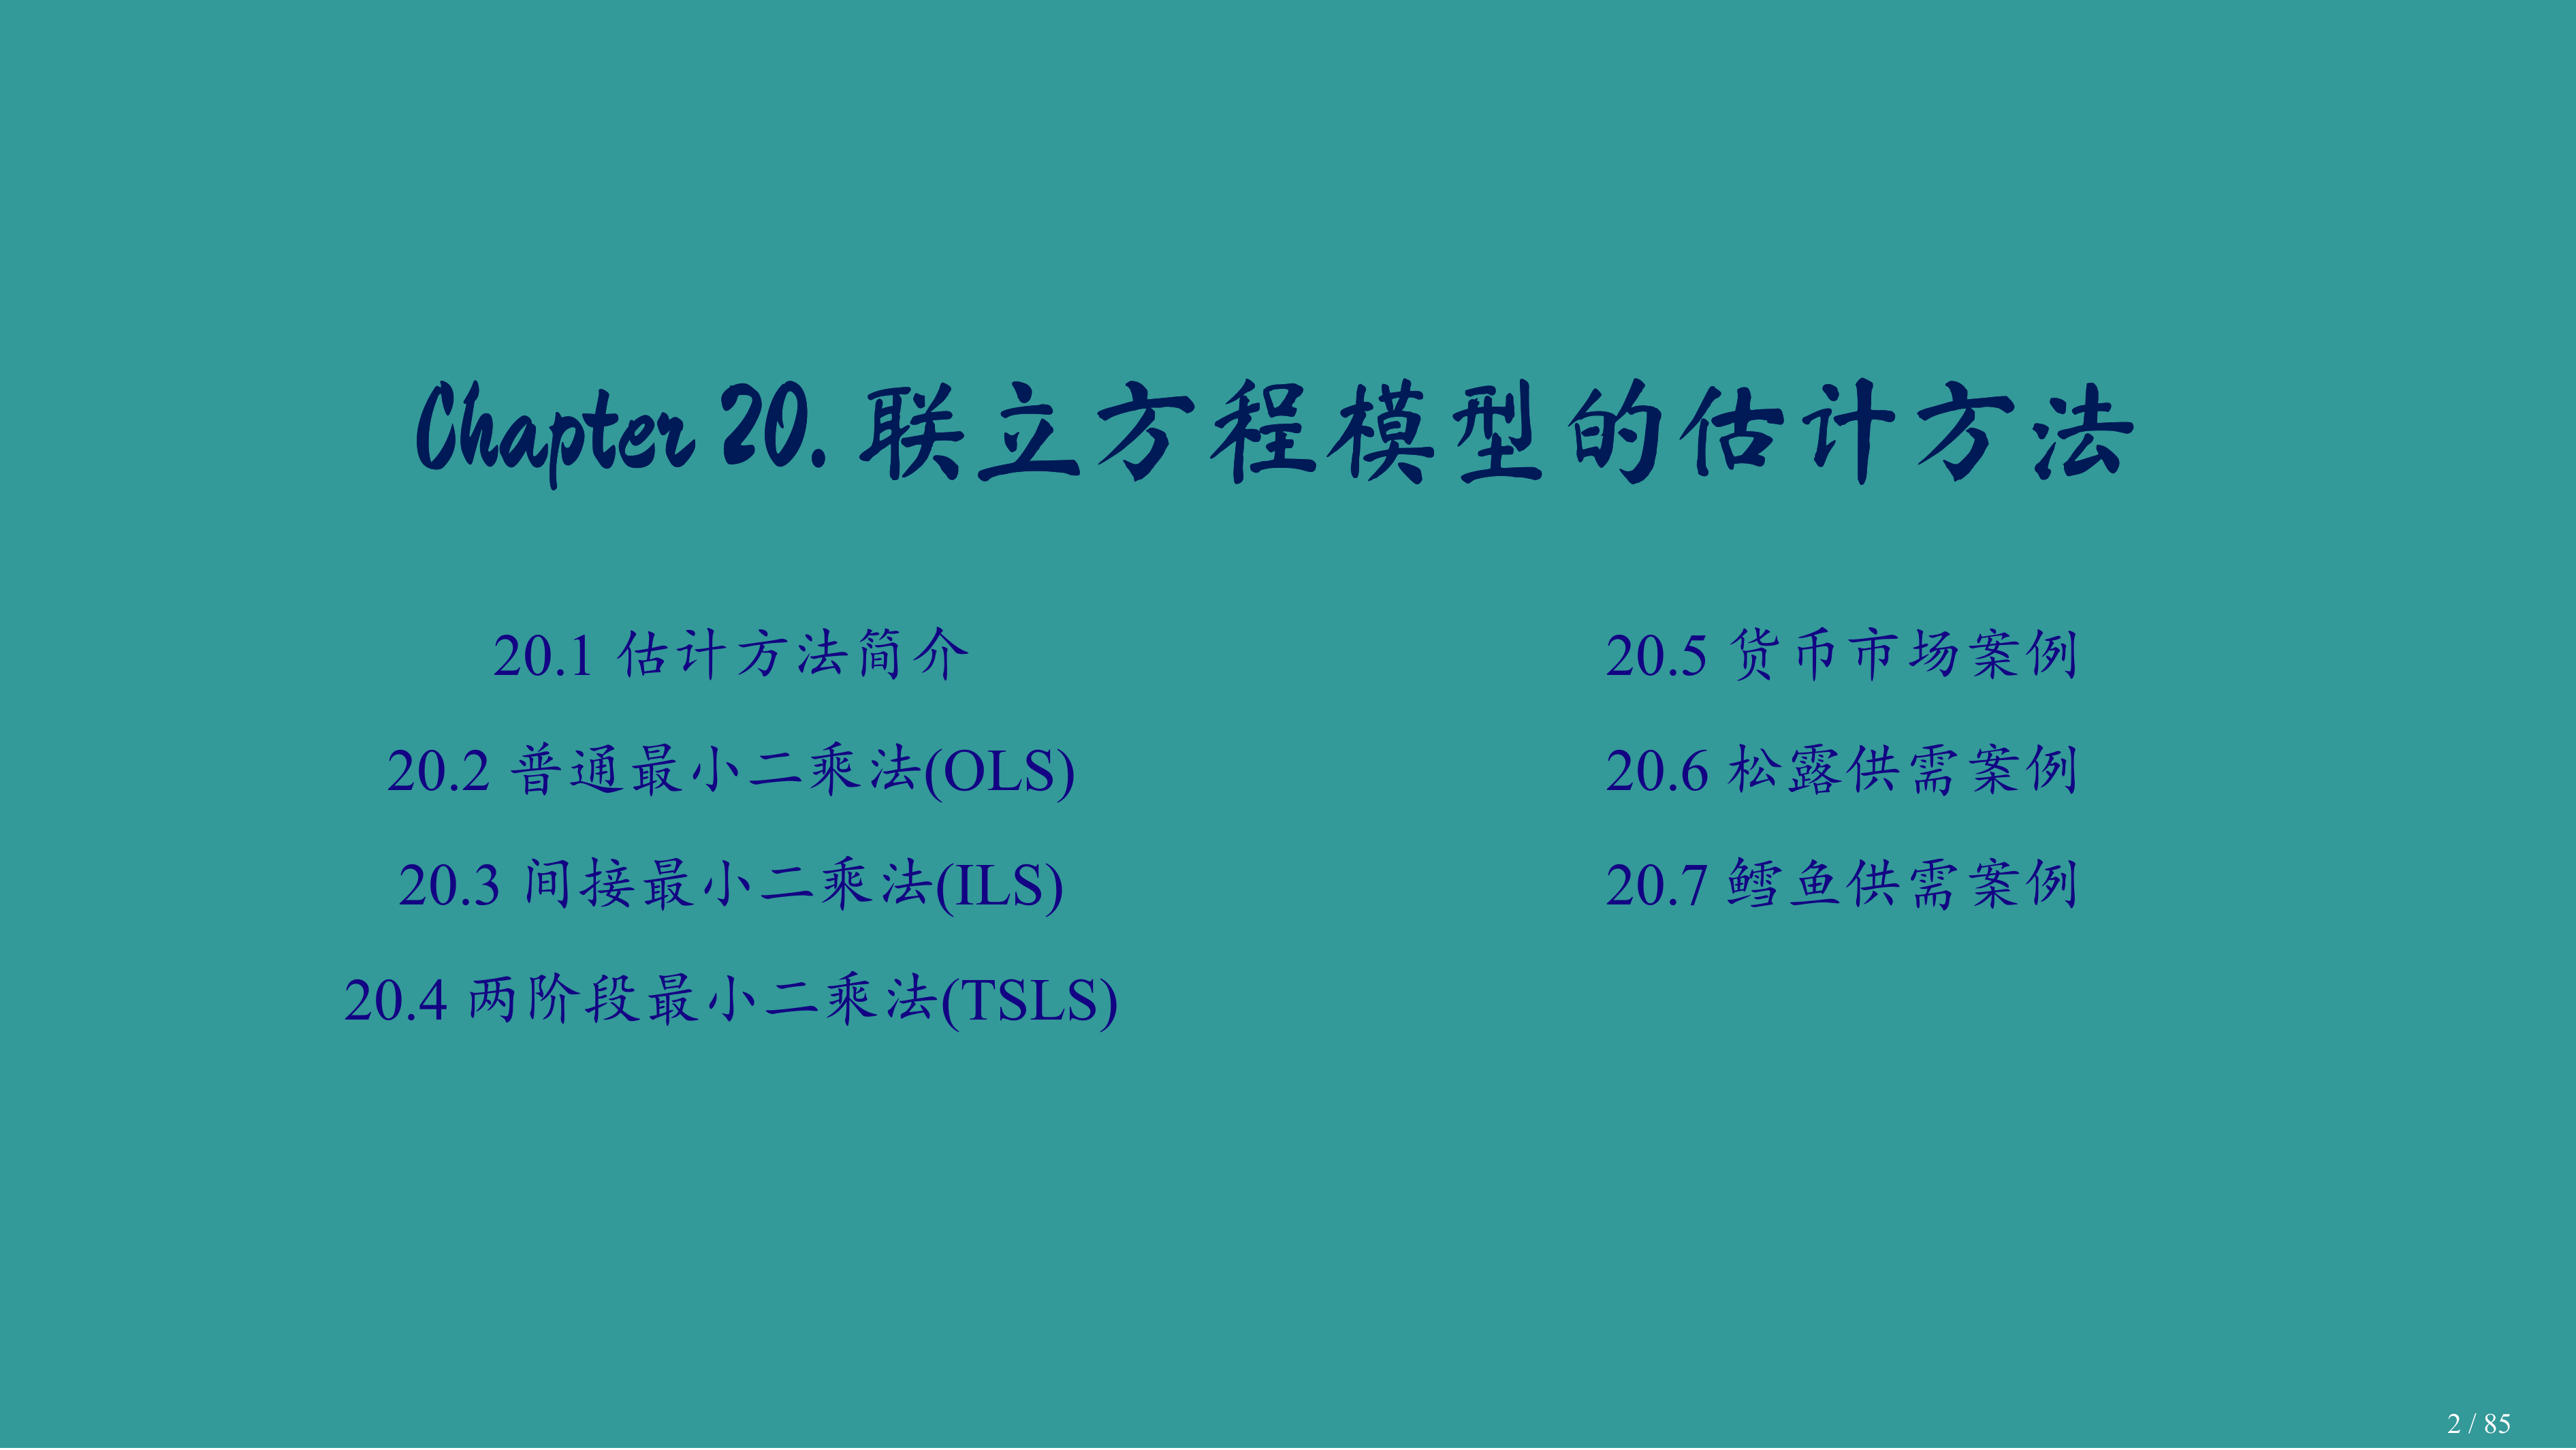 Chapter 20. 联立方程模型的估计方法
20.1 估计方法简介
20.2 普通最小二乘法(OLS)
20.3 间接最小二乘法(ILS)
20.4 两阶段最小二乘法(TSLS)
20.5 货币市场案例
20.6 松露供需案例
20.7 鳕鱼供需案例
2 / 85